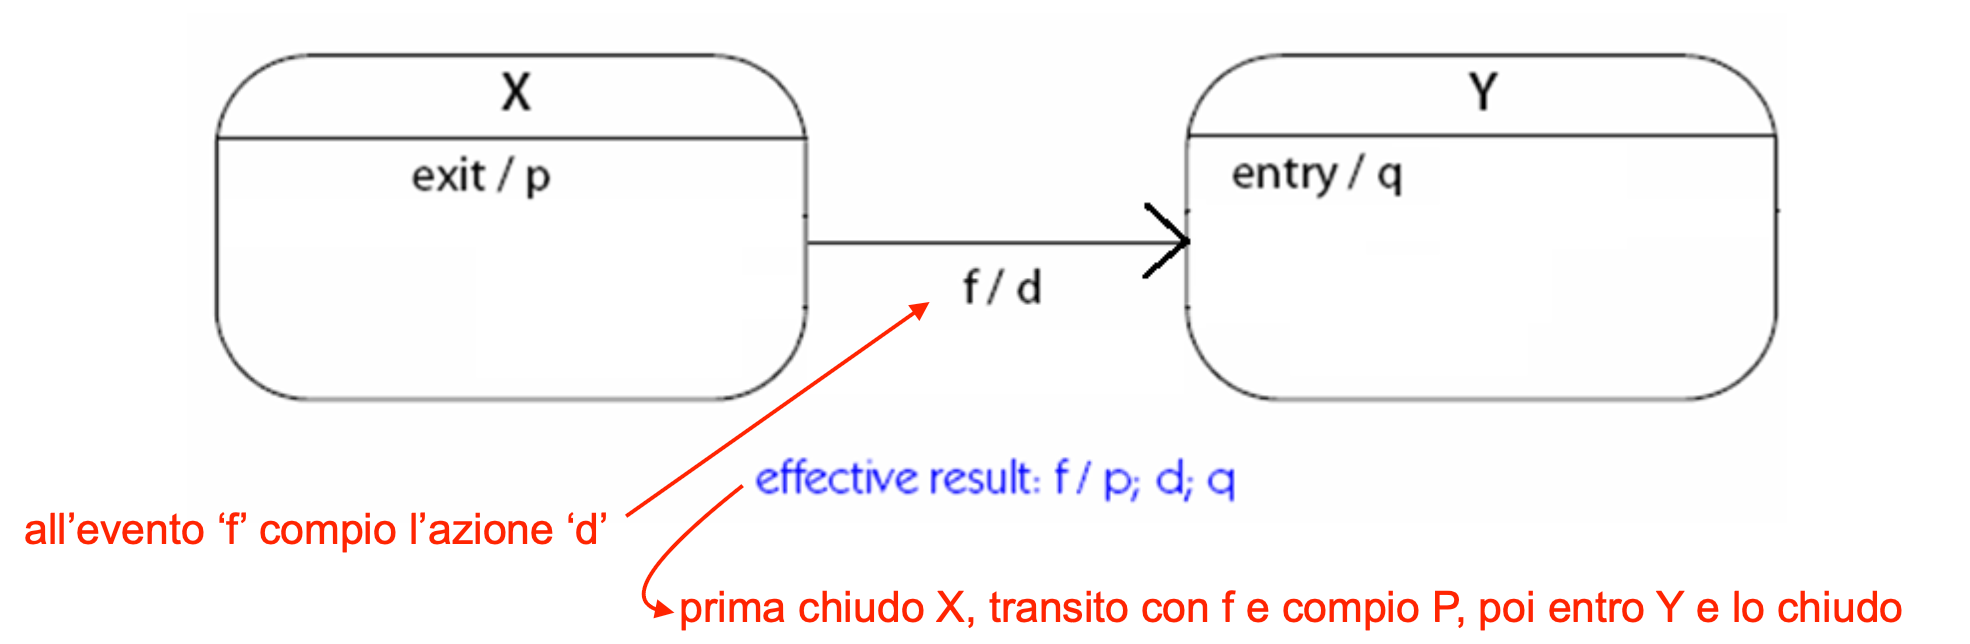 X
exit / p
Y
entry / q
f / d
effective result: f / p; d; q
all’evento ‘f’ compio l’azione ‘d’
prima chiudo X, transito con f e compio P, poi entro Y e lo chiudo